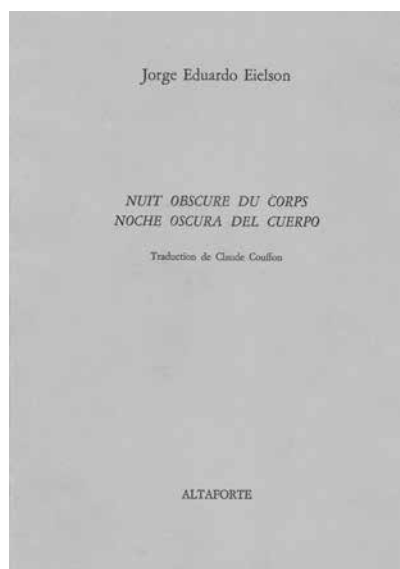 Jorge Eduardo Eielson
NUIT OBSCURE DU CORPS
NOCHE OSCURA DEL CUERPO
Traduction de Claude Couffon
ALTAFORTE